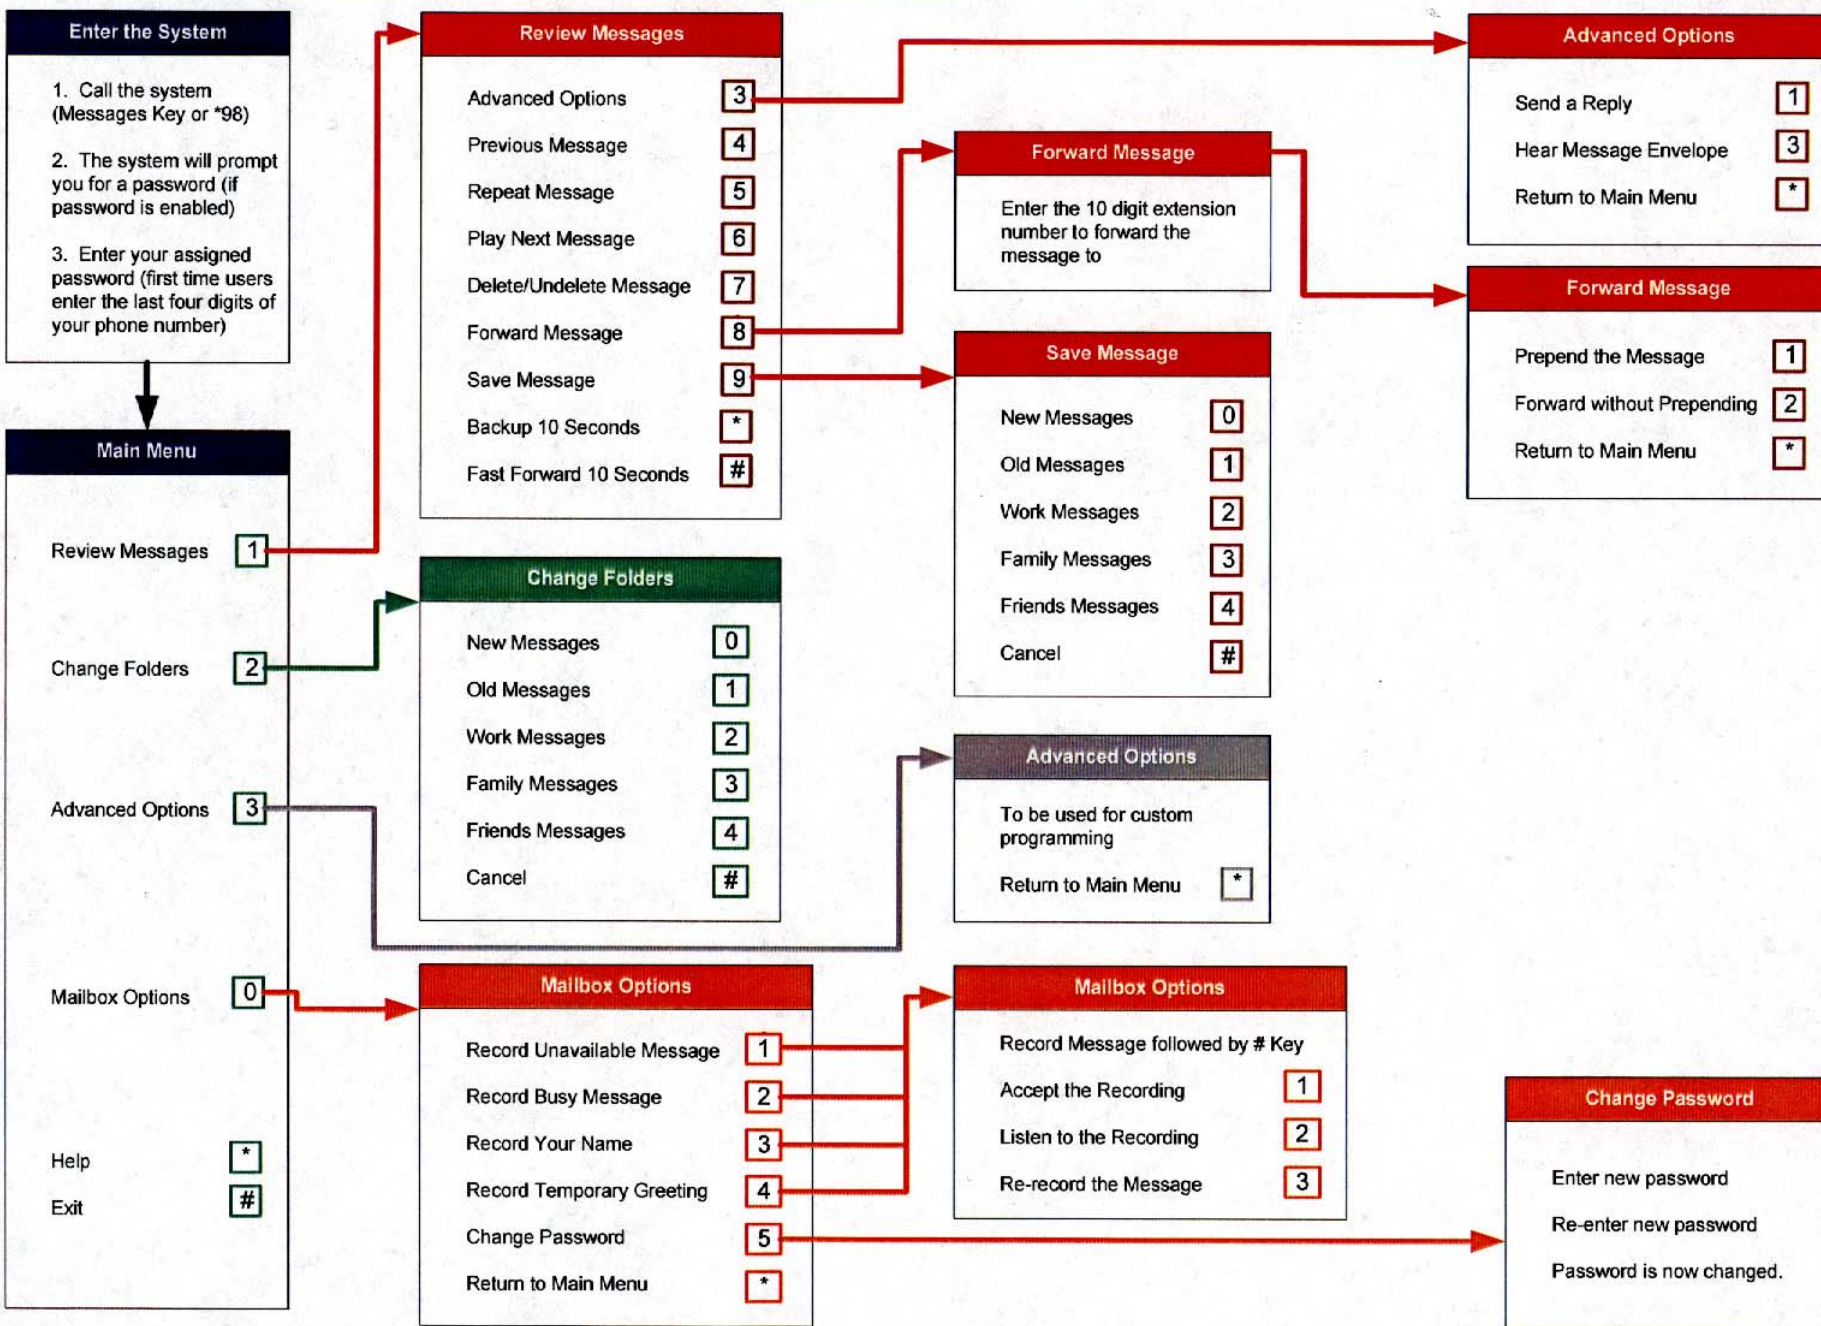 Enter the System
1. Call the system
(Messages Key or *98)
2. The system will prompt
you for a password (if
password is enabled)
3. Enter your assigned
password (first time users
enter the last four digits of
your phone number)
Main Menu
Review Messages 1
Change Folders 2
Advanced Options 3
Mailbox Options 0
Help *
Exit #
Review Messages
Advanced Options 3
Previous Message 4
Repeat Message 5
Play Next Message 6
Delete/Undelete Message 7
Forward Message 8
Save Message 9
Backup 10 Seconds *
Fast Forward 10 Seconds #
Change Folders
New Messages 0
Old Messages 1
Work Messages 2
Family Messages 3
Friends Messages 4
Cancel #
Mailbox Options
Record Unavailable Message 1
Record Busy Message 2
Record Your Name 3
Record Temporary Greeting 4
Change Password 5
Return to Main Menu *
Forward Message
Enter the 10 digit extension
number to forward the
message to
Save Message
New Messages 0
Old Messages 1
Work Messages 2
Family Messages 3
Friends Messages 4
Cancel #
Advanced Options
To be used for custom
programming
Return to Main Menu *
Mailbox Options
Record Message followed by # Key
Accept the Recording 1
Listen to the Recording 2
Re-record the Message 3
Advanced Options
Send a Reply 1
Hear Message Envelope 3
Return to Main Menu *
Forward Message
Prepend the Message 1
Forward without Prepending 2
Return to Main Menu *
Change Password
Enter new password
Re-enter new password
Password is now changed.